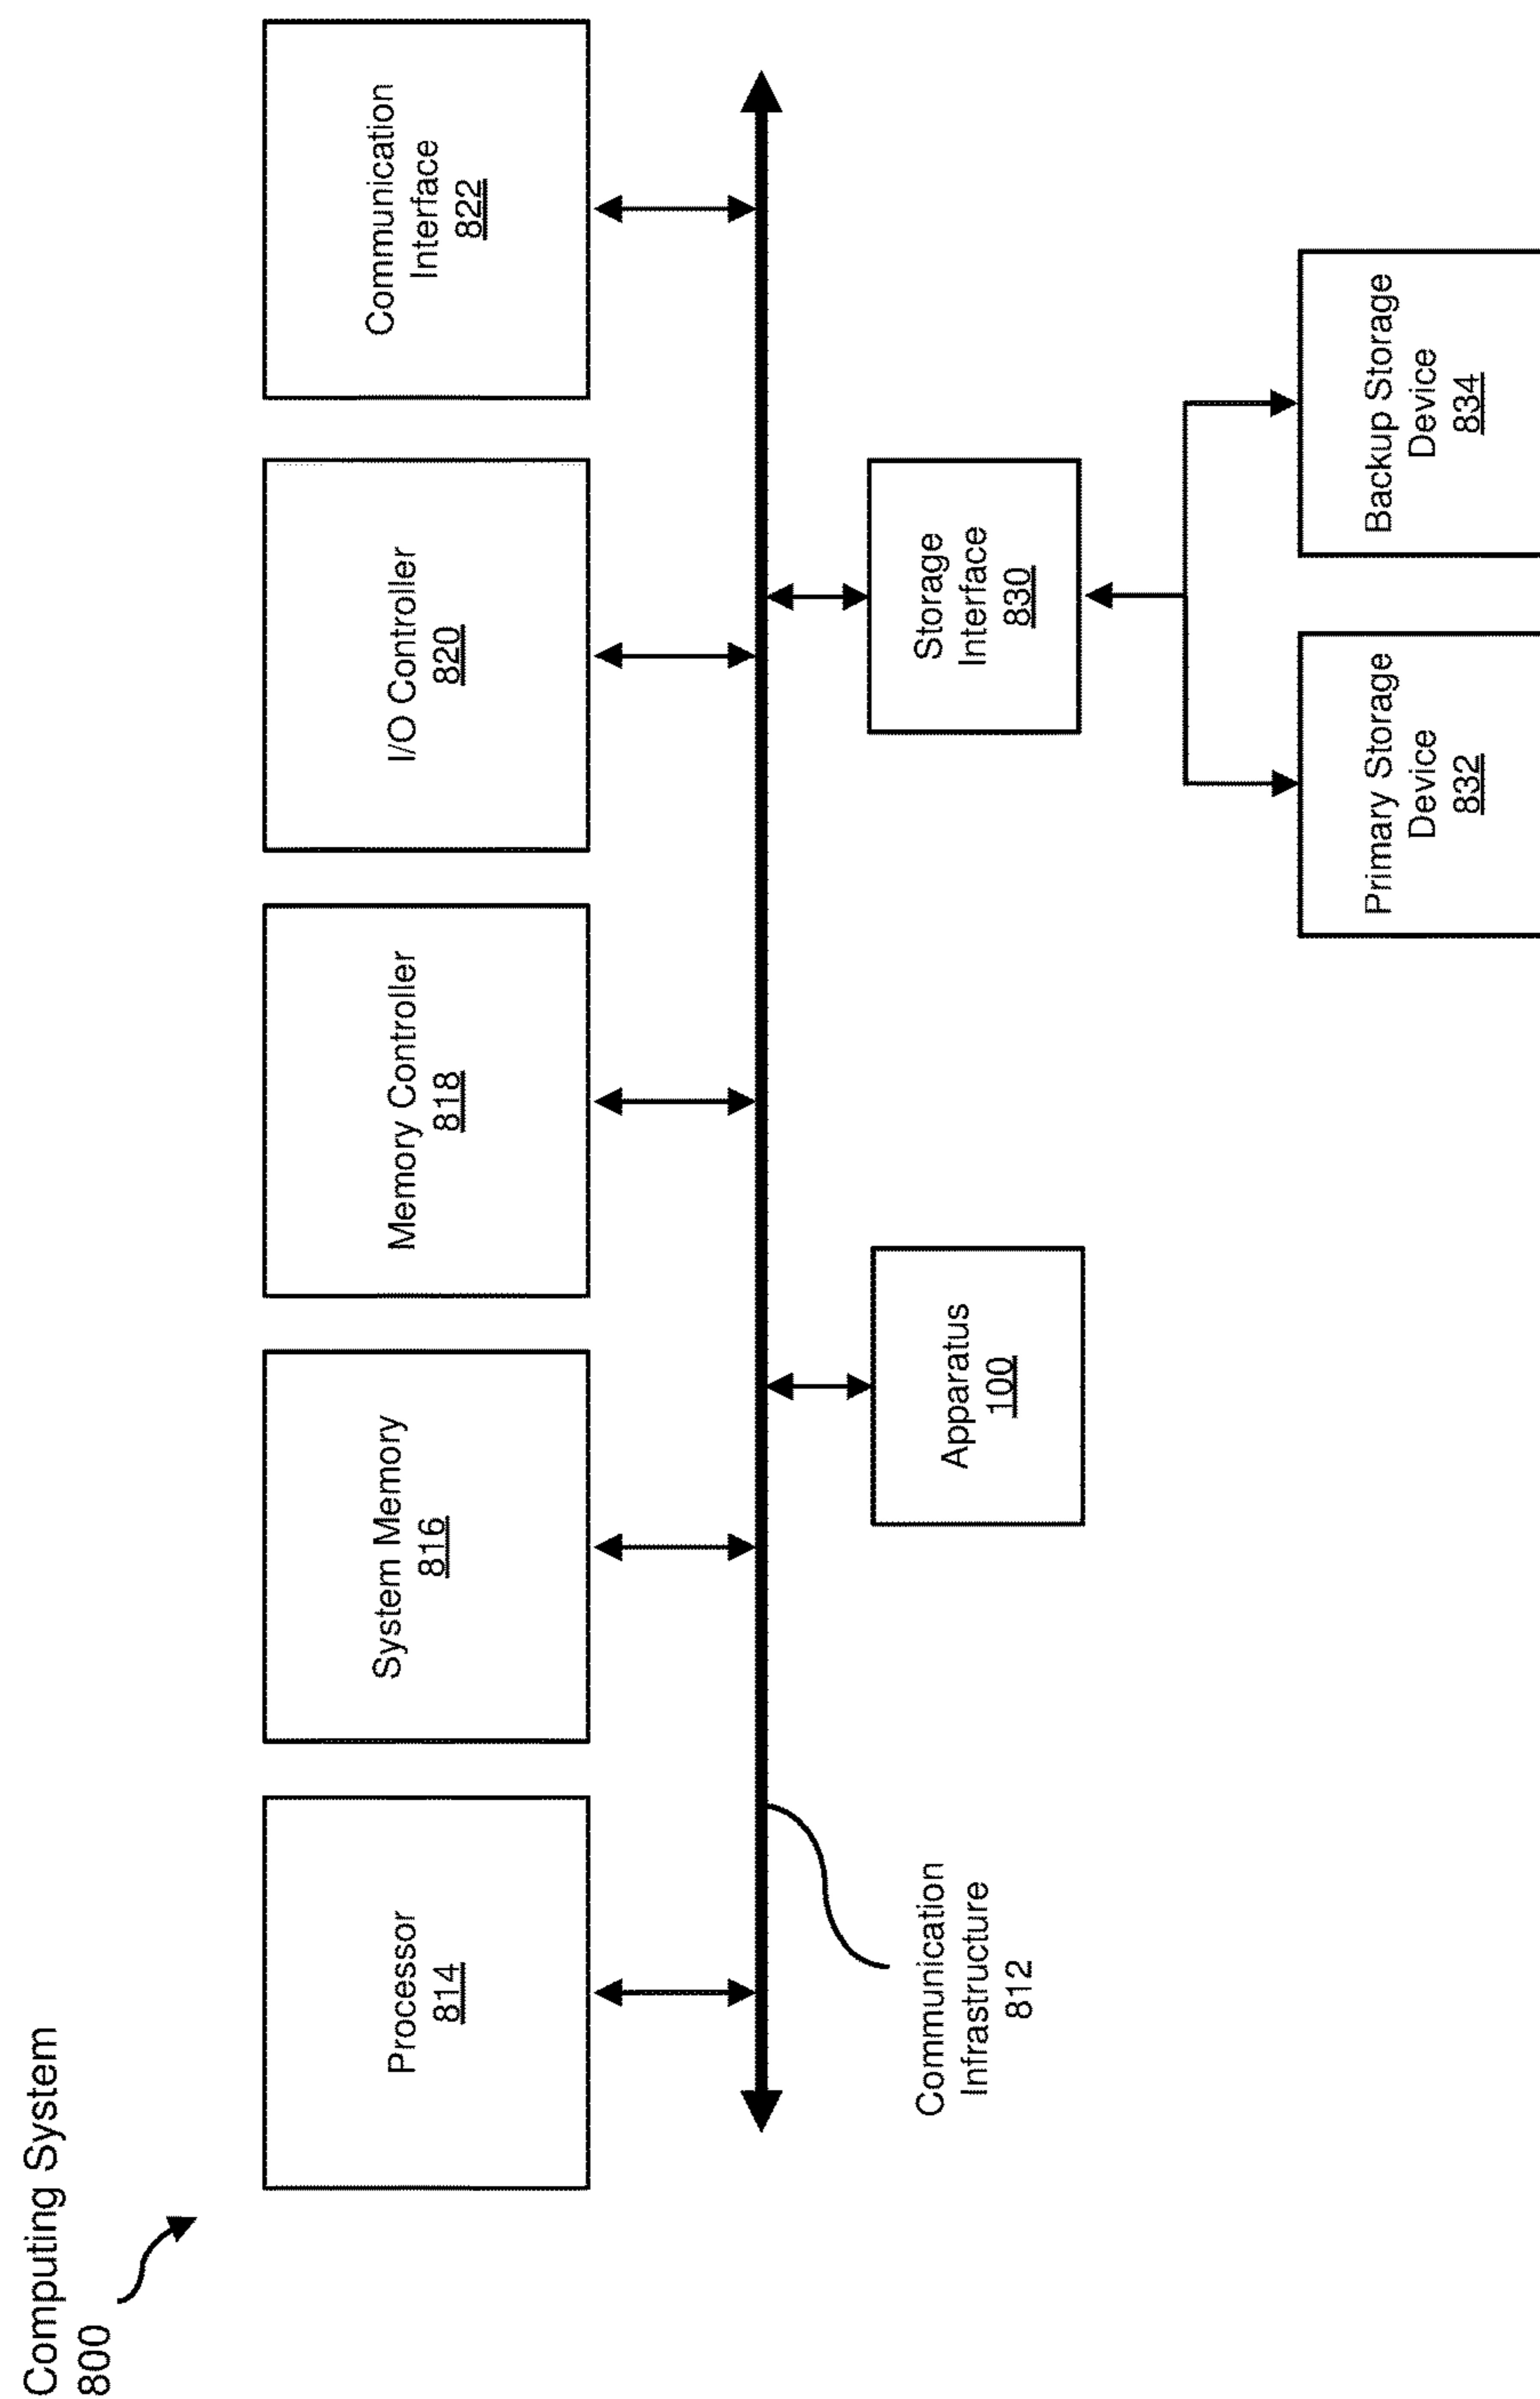 Computing System
800
Processor
814
System Memory
816
Memory Controller
818
I/O Controller
820
Communication
Interface
822
Communication
Infrastructure
812
Apparatus
100
Storage
Interface
830
Primary Storage
Device
832
Backup Storage
Device
834